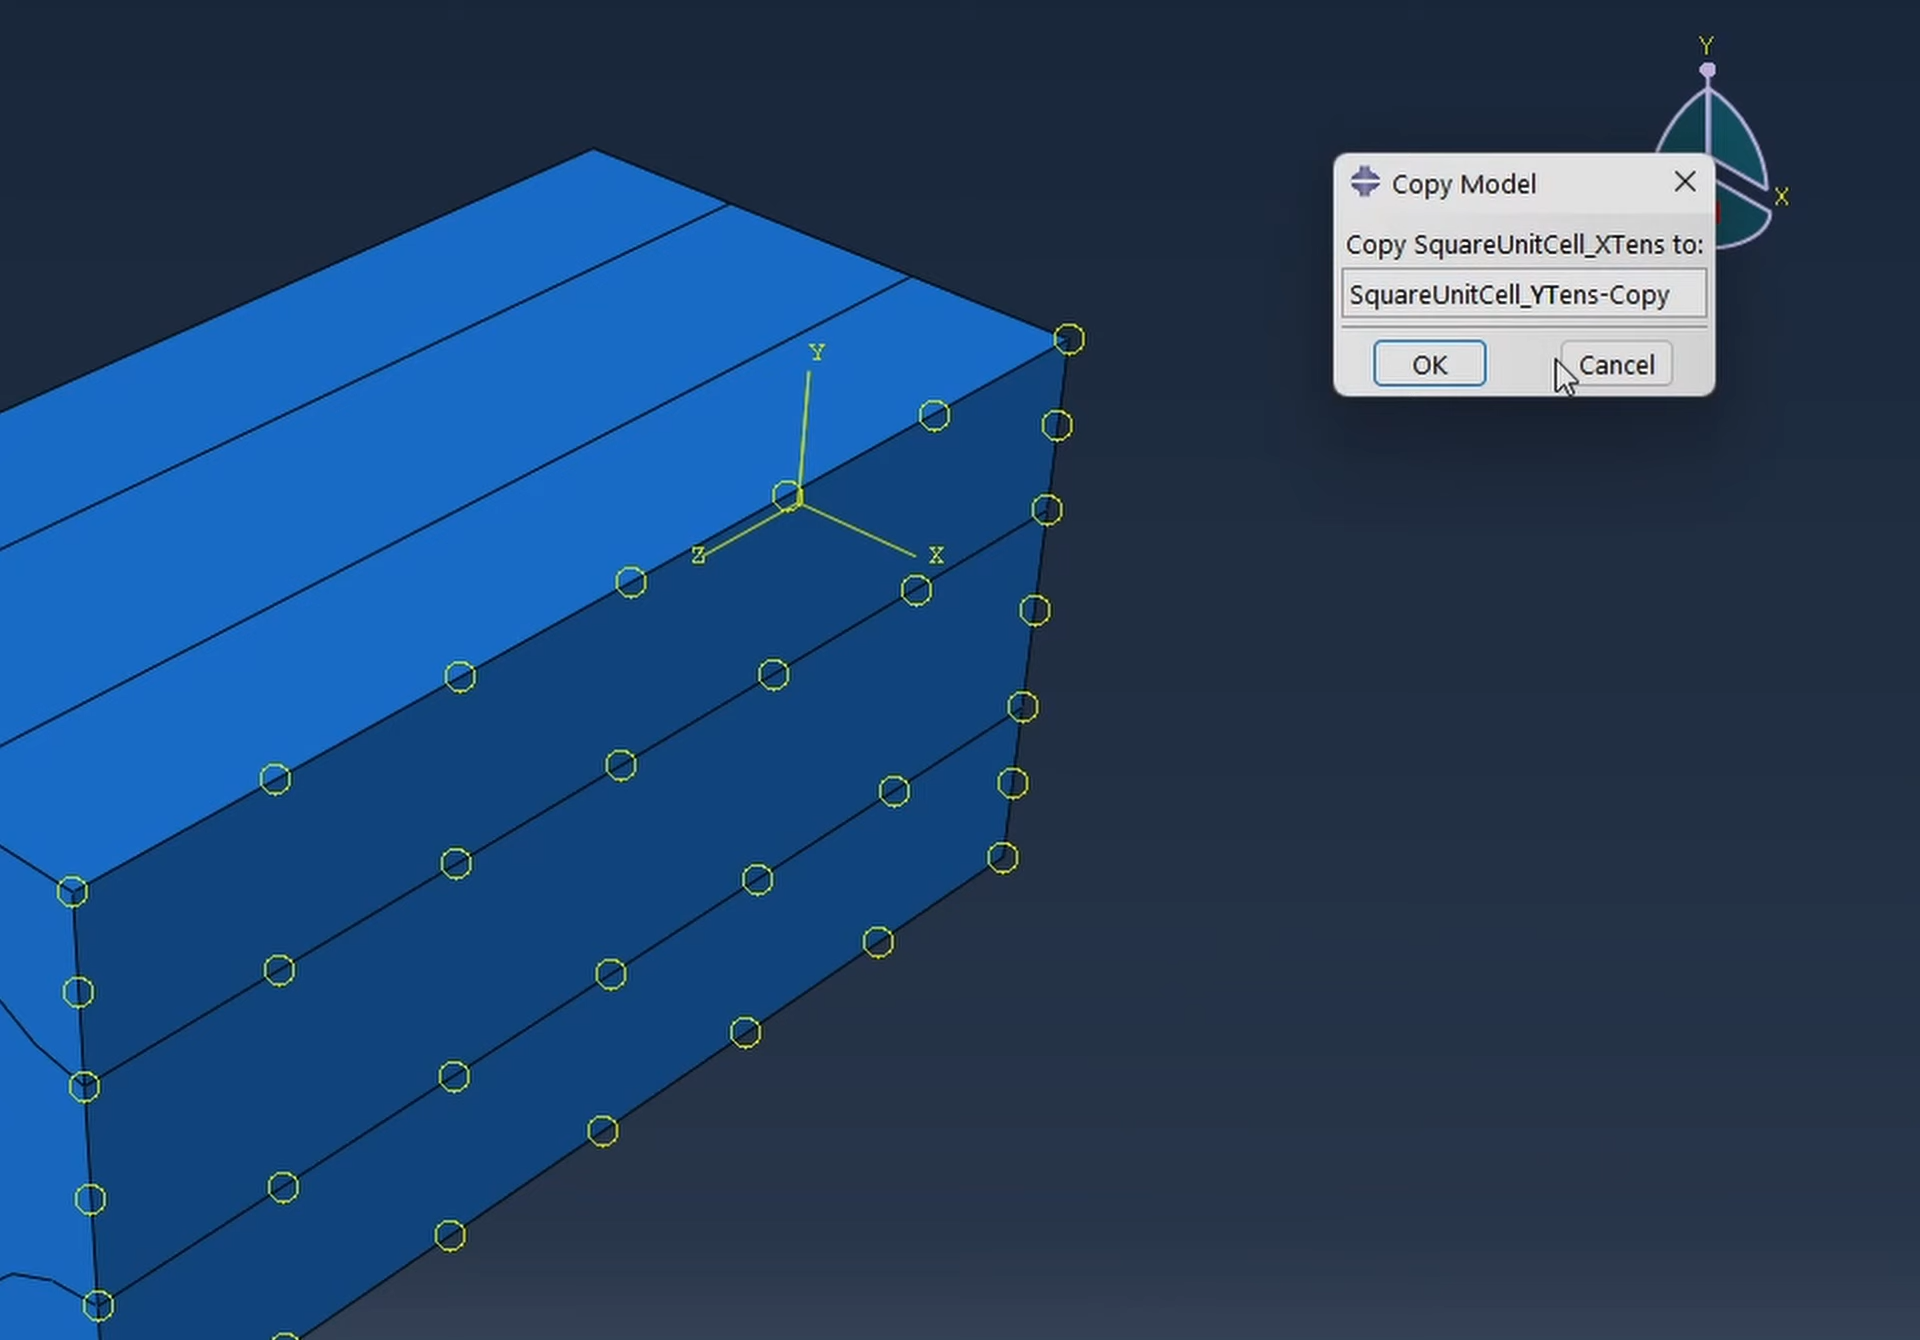 Y
Copy Model
X
Copy SquareUnitCell_XTens to:
SquareUnitCell_YTens-Copy
OK
Cancel
Y
Z
X